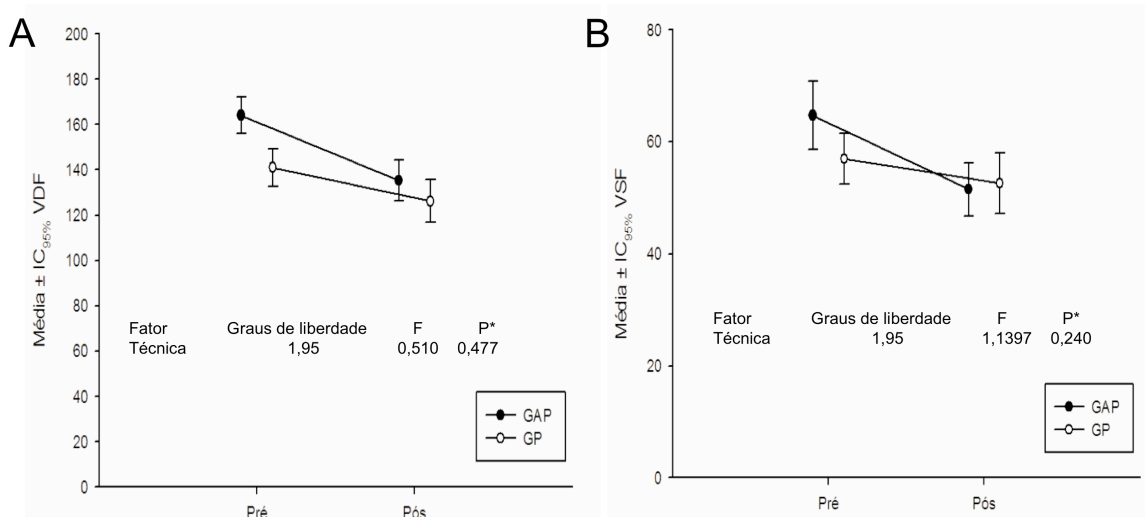 A
200
180
160
140
120
100
80
60
40
20
0
Média ± IC95% VDF
Fator Graus de liberdade F P*
Técnica 1,95 0,510 0,477
GAP
GP
Pré Pós
B
80
60
40
20
0
Média ± IC95% VSF
Fator Graus de liberdade F P*
Técnica 1,95 1,1397 0,240
GAP
GP
Pré Pós